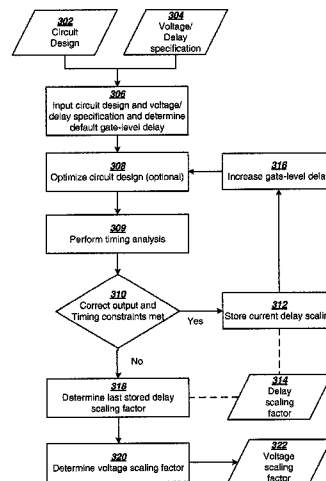 302
Circuit
Design
304
Voltage/
Delay
specification
306
Input circuit design and voltage/
delay specification and determine
default gate-level delay
308
Optimize circuit design (optional)
316
Increase gate-level delay
309
Perform timing analysis
310
Correct output and
Timing constraints met
Yes
No
312
Store current delay scaling
314
Delay
scaling
factor
318
Determine last stored delay
scaling factor
320
Determine voltage scaling factor
322
Voltage
scaling
factor